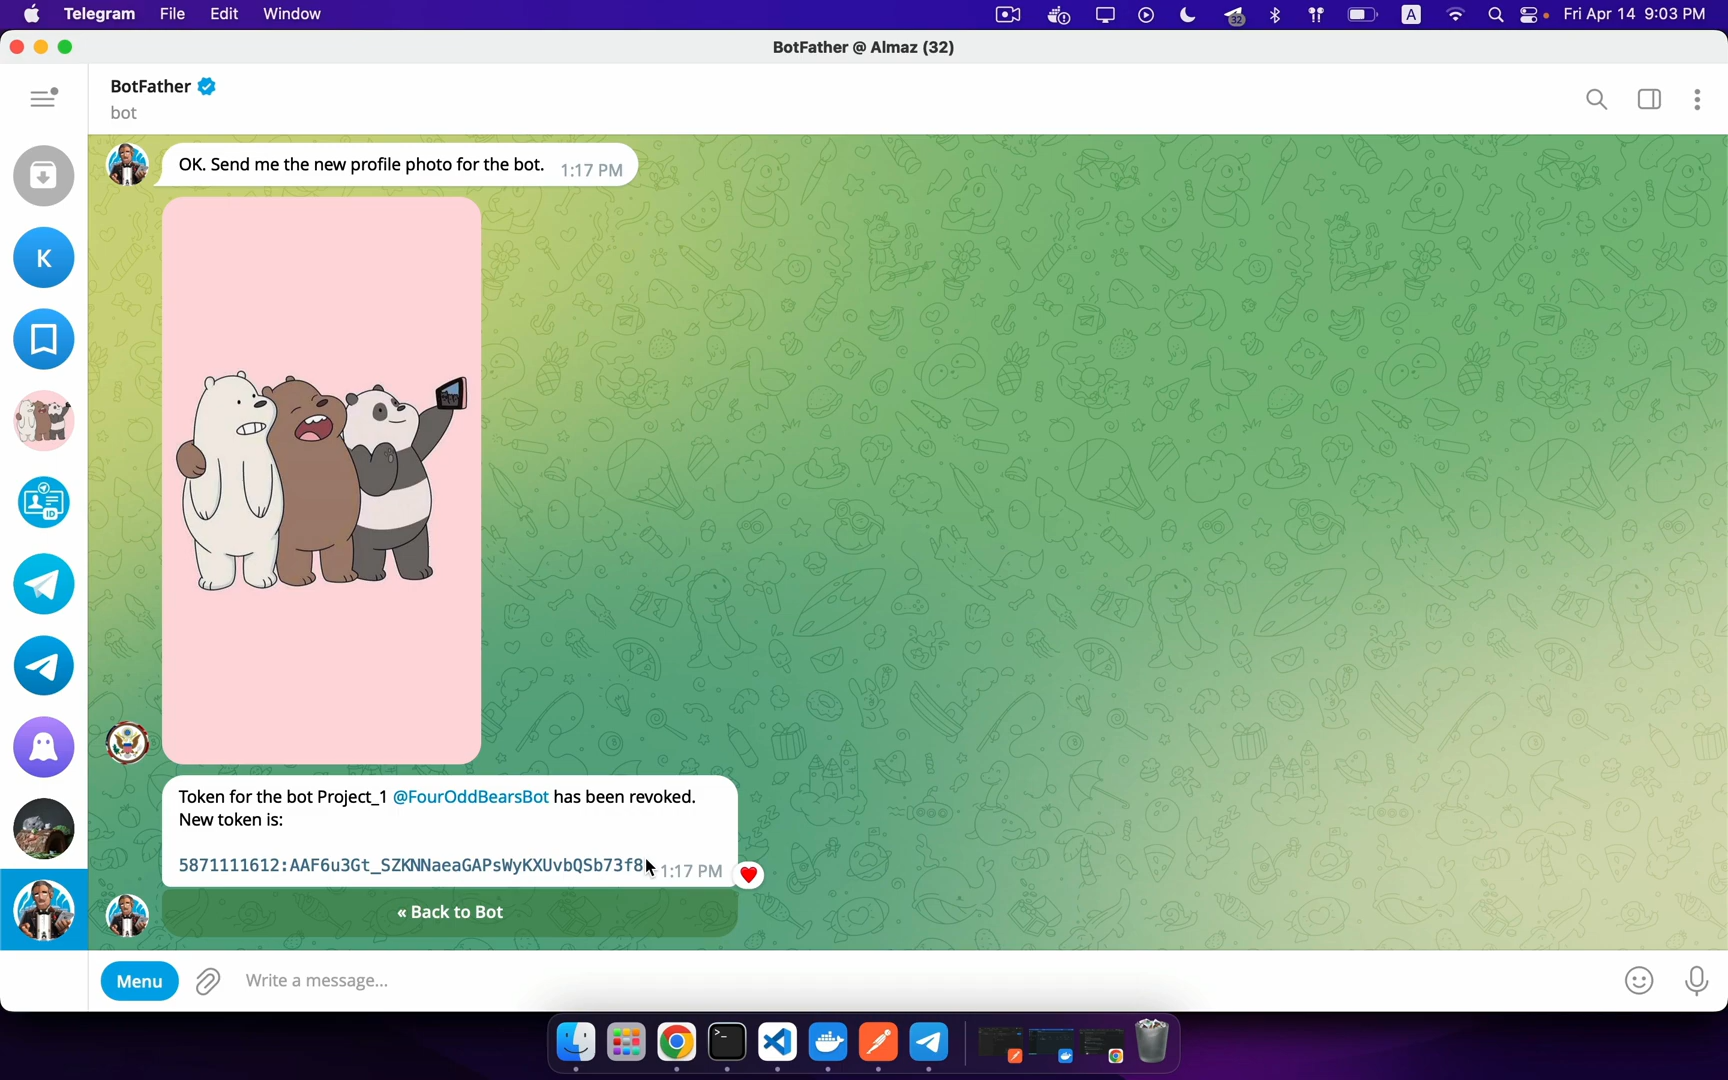 Telegram File Edit Window
32
A
Fri Apr 14 9:03 PM
BotFather @ Almaz (32)
BotFather
bot
OK. Send me the new profile photo for the bot. 1:17 PM
K
ID
Token for the bot Project_1 @FourOddBearsBot has been revoked.
New token is:
5871111612:AAF6u3Gt_SZKNNaeaGAPsWyKXUvbQSb73f8 1:17 PM
« Back to Bot
Menu
Write a message...